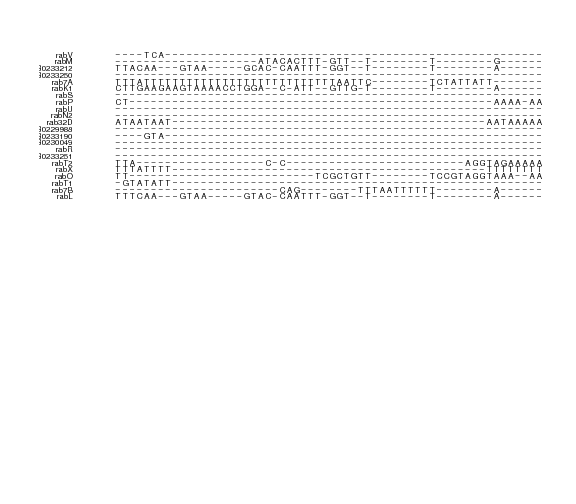 rabV ----TCA-----------------------------------------------------
rabM --------------------ATACACTTT-GTT--T--------T--------G------
30233212 TTACAA---GTAA-----GCAC-CAATTT-GGT--T--------T--------A------
30233250 ------------------------------------------------------------
rab7A TTTATTTTTTTTTTTTTTTTTTTTTTTTTTTAATTC--------TCTATTATT-------
rabK1 CTTGAAGAAGTAAAACCTGGA--C-ATT--GTTG-T--------T--------A------
rabS ------------------------------------------------------------
rabP CT---------------------------------------------------AAAA-AA
rabU ------------------------------------------------------------
rabN2 ------------------------------------------------------------
rab32D ATAATAAT--------------------------------------------AATAAAAA
30229988 ------------------------------------------------------------
30233190 ----GTA-----------------------------------------------------
30230049 ------------------------------------------------------------
rabR ------------------------------------------------------------
30233251 ------------------------------------------------------------
rabT2 TTA------------------C-C-------------------------AGGTAGAAAAA
rabX TTTATTTT--------------------------------------------TTTTTTTT
rabO TT--------------------------TCGCTGTT--------TCCGTAGGTAAA--AA
rabT1 -GTATATT----------------------------------------------------
rab7B -----------------------CAG--------TTTAATTTTTT--------A------
rabL TTTCAA---GTAA-----GTAC-CAATTT-GGT--T--------T--------A------